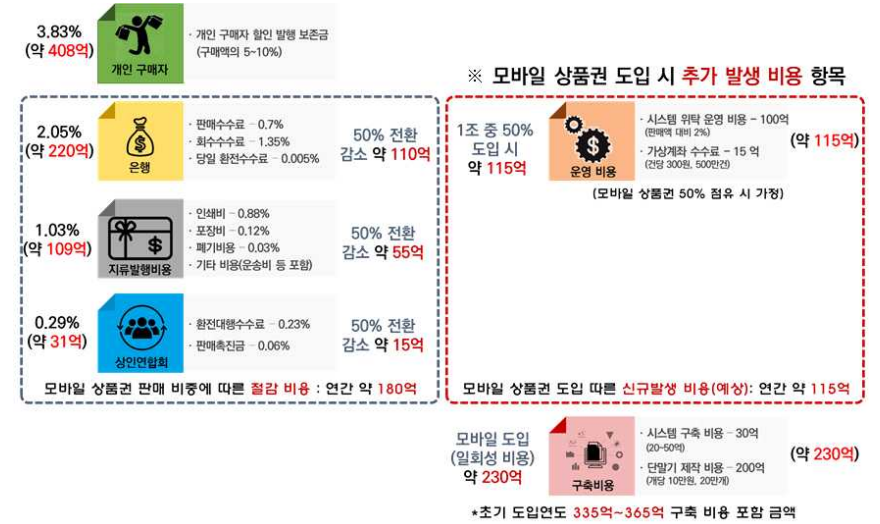 3.83%
(약 408억)
개인 구매자
· 개인 구매자 할인 발행 보존금
(구매액의 5~10%)
※ 모바일 상품권 도입 시 추가 발생 비용 항목
2.05%
(약 220억)
은행
· 판매수수료 – 0.7%
· 회수수수료 – 1.35%
· 당일 환전수수료 – 0.005%
50% 전환
감소 약 110억
1.03%
(약 109억)
지류발행비용
· 인쇄비 – 0.88%
· 포장비 – 0.12%
· 폐기비용 – 0.03%
· 기타 비용(운송비 등 포함)
50% 전환
감소 약 55억
0.29%
(약 31억)
상인연합회
· 환전대행수수료 – 0.23%
· 판매촉진금 – 0.06%
50% 전환
감소 약 15억
모바일 상품권 판매 비중에 따른 절감 비용 : 연간 약 180억
1조 중 50%
도입 시
약 115억
운영 비용
· 시스템 위탁 운영 비용 – 100억
(판매액 대비 2%)
· 가상계좌 수수료 – 15 억
(건당 300원, 500만건)
(약 115억)
(모바일 상품권 50% 점유 시 가정)
모바일 상품권 도입 따른 신규발생 비용(예상): 연간 약 115억
모바일 도입
(일회성 비용)
약 230억
구축비용
· 시스템 구축 비용 – 30억
(20~50억)
· 단말기 제작 비용 – 200억
(개당 10만원, 20만개)
(약 230억)
*초기 도입연도 335억~365억 구축 비용 포함 금액